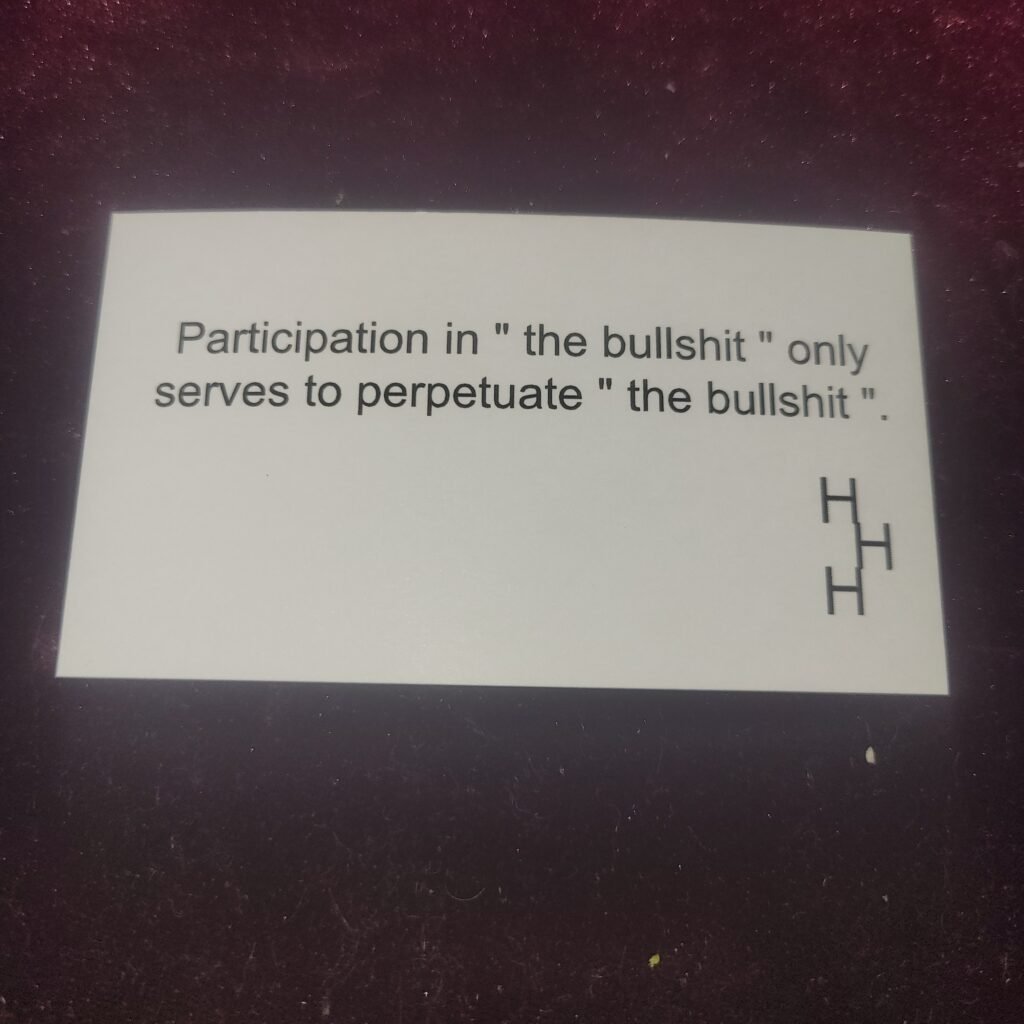 Participation in " the bullshit " only
serves to perpetuate " the bullshit ".
H
H
H